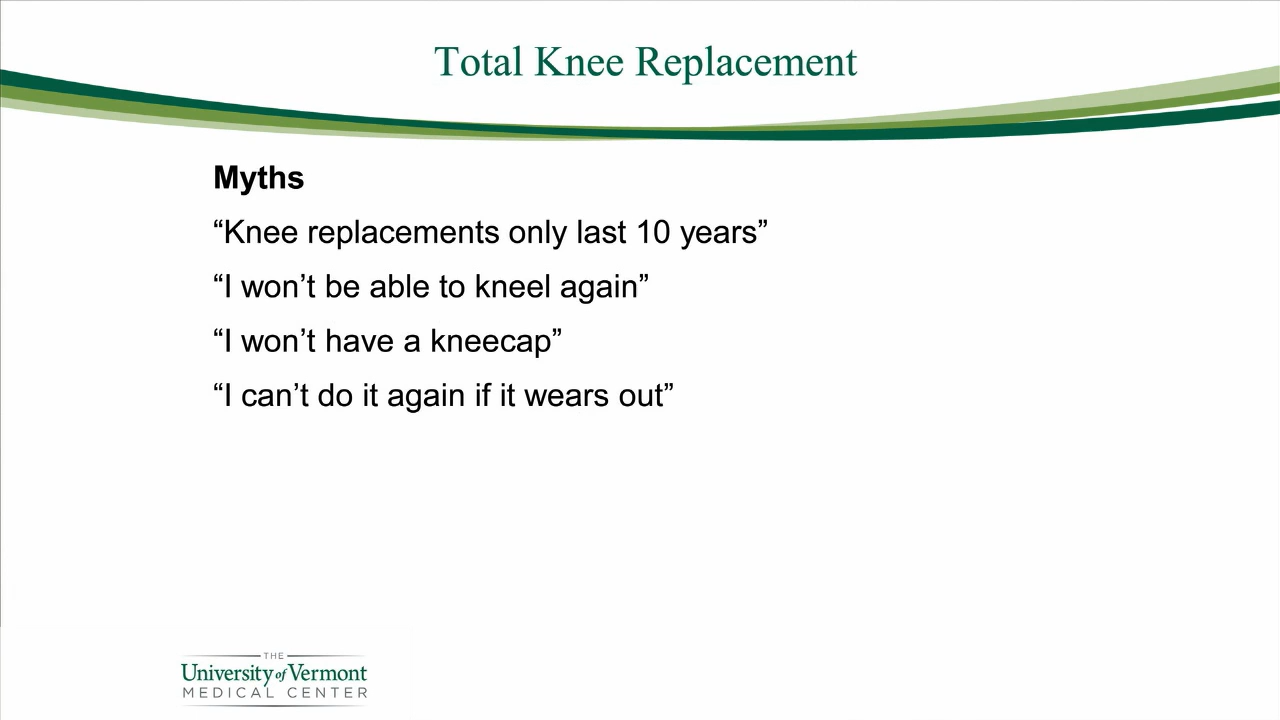 Total Knee Replacement
Myths
“Knee replacements only last 10 years”
“I won’t be able to kneel again”
“I won’t have a kneecap”
“I can’t do it again if it wears out”
THE
University of Vermont
MEDICAL CENTER